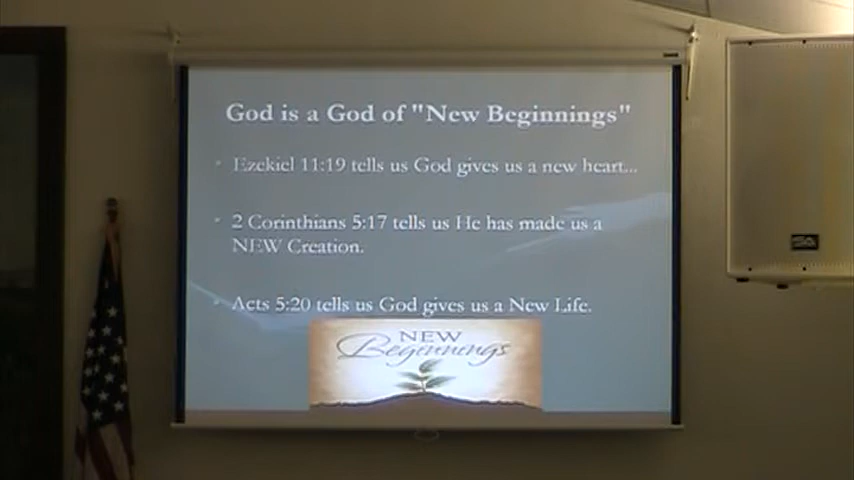 God is a God of "New Beginnings"
• Ezekiel 11:19 tells us God gives us a new heart...
• 2 Corinthians 5:17 tells us He has made us a
NEW Creation.
• Acts 5:20 tells us God gives us a New Life.
NEW
Beginnings